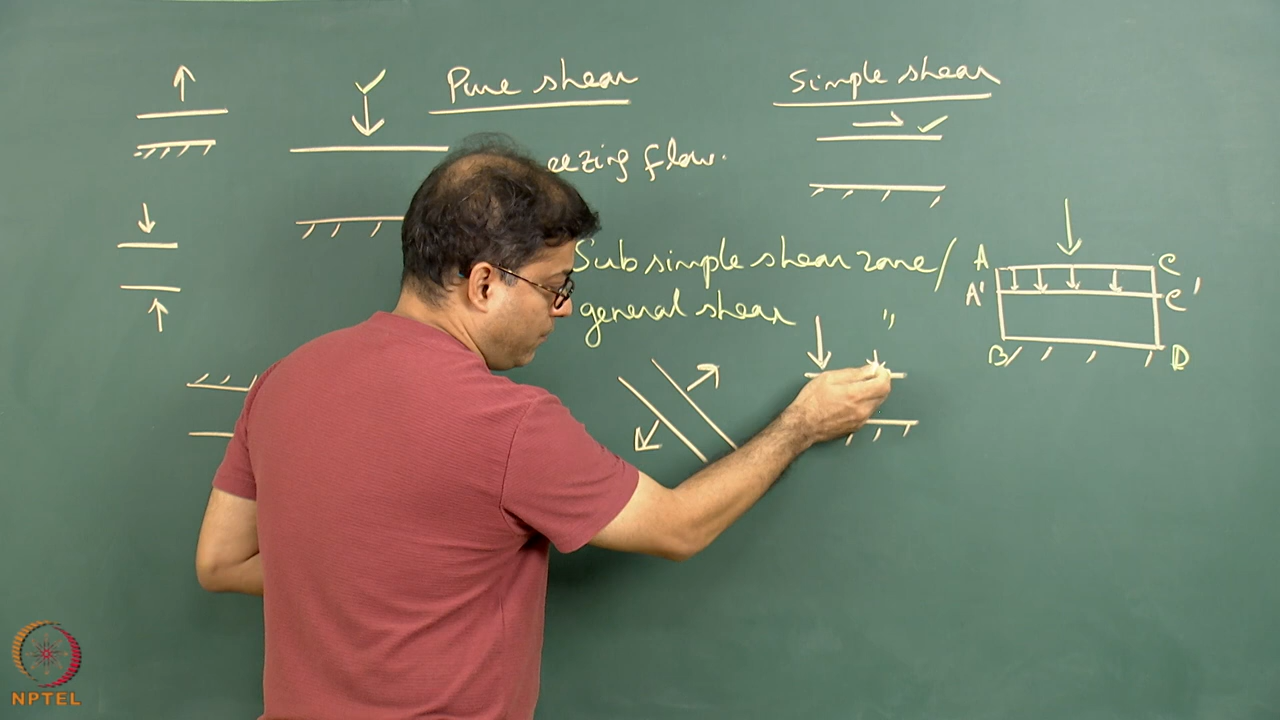 Pure shear
Simple shear
eezing flow.
Sub simple shear zone/
general shear "
A C
A' C'
B D
NPTEL